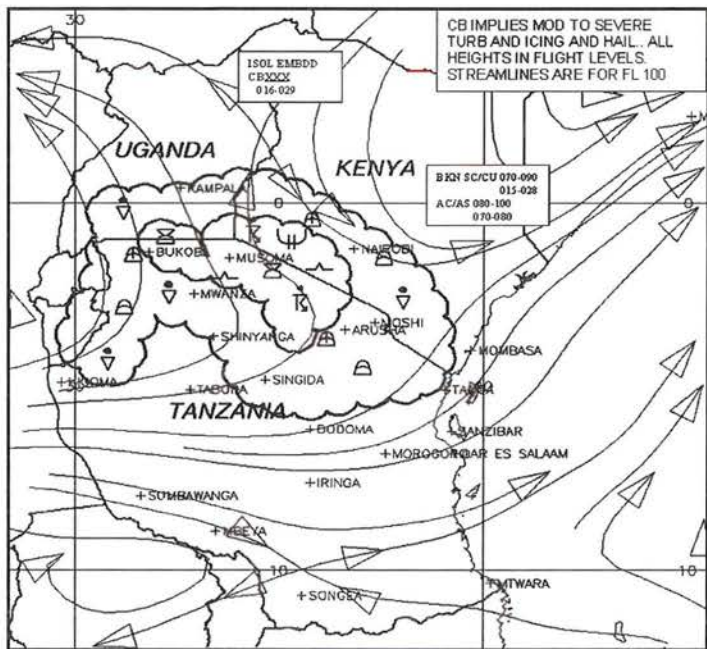 30
CB IMPLIES MOD TO SEVERE
TURB AND ICING AND HAIL.. ALL
HEIGHTS IN FLIGHT LEVELS.
STREAMLINES ARE FOR FL 100
ISOL EMBDD
CBXXX
016-029
UGANDA
KENYA
BKN SC/CU 070-090
015-028
AC/AS 080-100
070-080
KAMPALA
0
0
BUKOBA
MUSOMA
NAIROBI
MWANZA
MOSHI
SHINYANGA
ARUSHA
MOMBASA
KIGOMA
TABORA
SINGIDA
TANGA
TANZANIA
DODOMA
ZANZIBAR
MOROGORO
DAR ES SALAAM
IRINGA
SUMBAWANGA
MBEYA
10
10
MTWARA
SONGEA